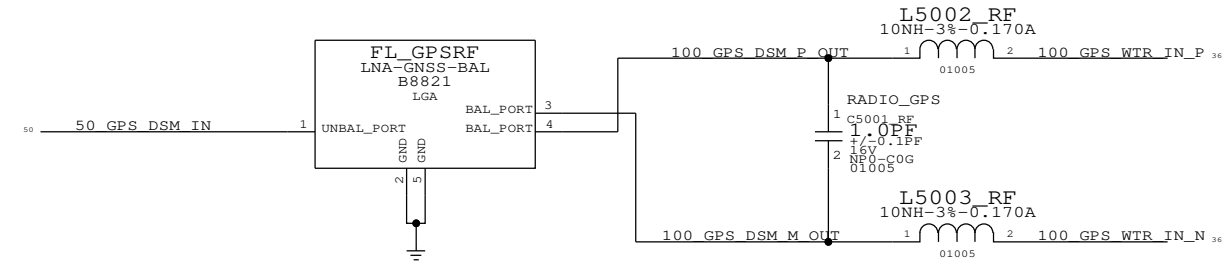 L5002_RF
10NH-3%-0.170A
FL_GPSRF
LNA-GNSS-BAL
B8821
LGA
100 GPS DSM P OUT
1
2
100 GPS WTR IN P
36
01005
BAL_PORT
3
RADIO_GPS
50
50 GPS DSM IN
1
UNBAL_PORT
BAL_PORT
4
1
C5001_RF
1.0PF
+/-0.1PF
16V
NP0-C0G
01005
2
GND
GND
2
5
L5003_RF
10NH-3%-0.170A
100 GPS DSM M OUT
1
2
100 GPS WTR IN N
36
01005